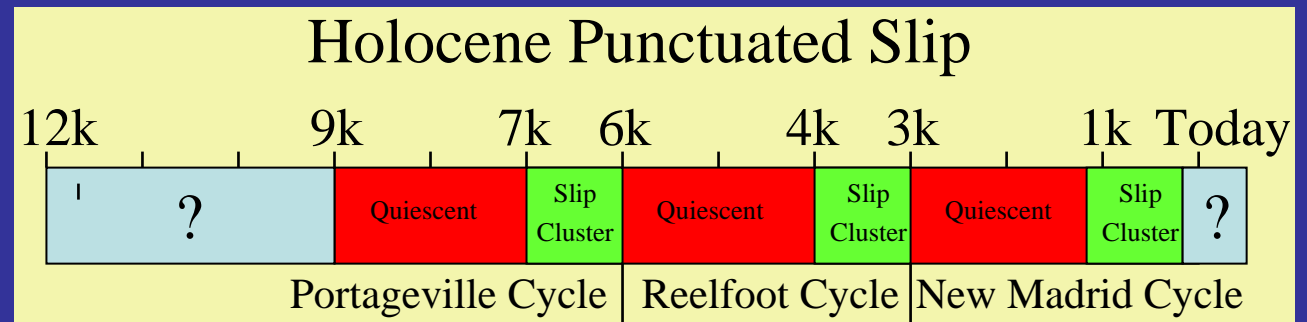 Holocene Punctuated Slip
12k 9k 7k 6k 4k 3k 1k Today
? Quiescent Slip Cluster Quiescent Slip Cluster Quiescent Slip Cluster ?
Portageville Cycle Reelfoot Cycle New Madrid Cycle